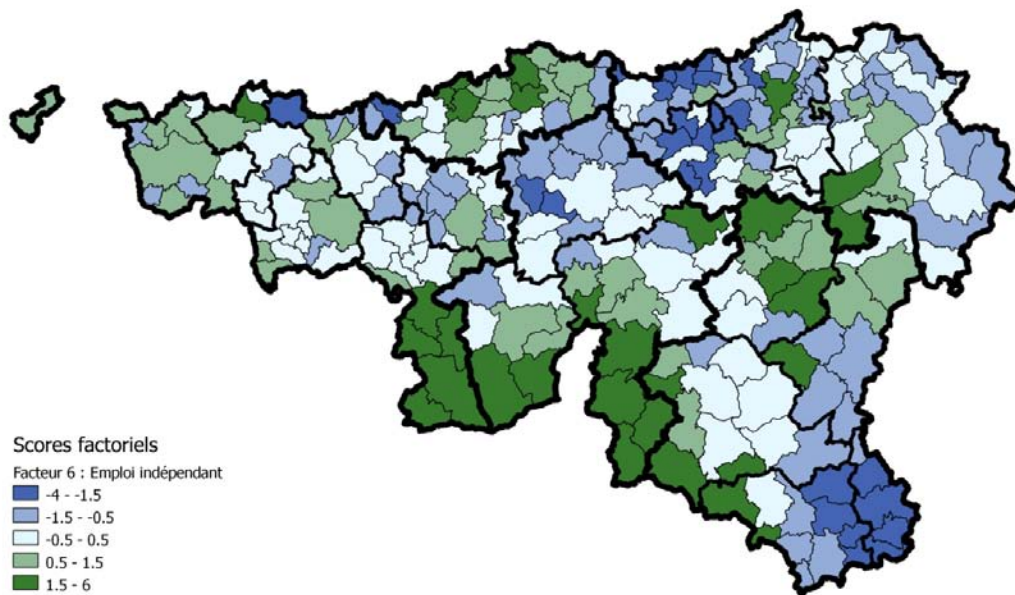 Scores factoriels
Facteur 6 : Emploi indépendant
-4 - -1.5
-1.5 - -0.5
-0.5 - 0.5
0.5 - 1.5
1.5 - 6